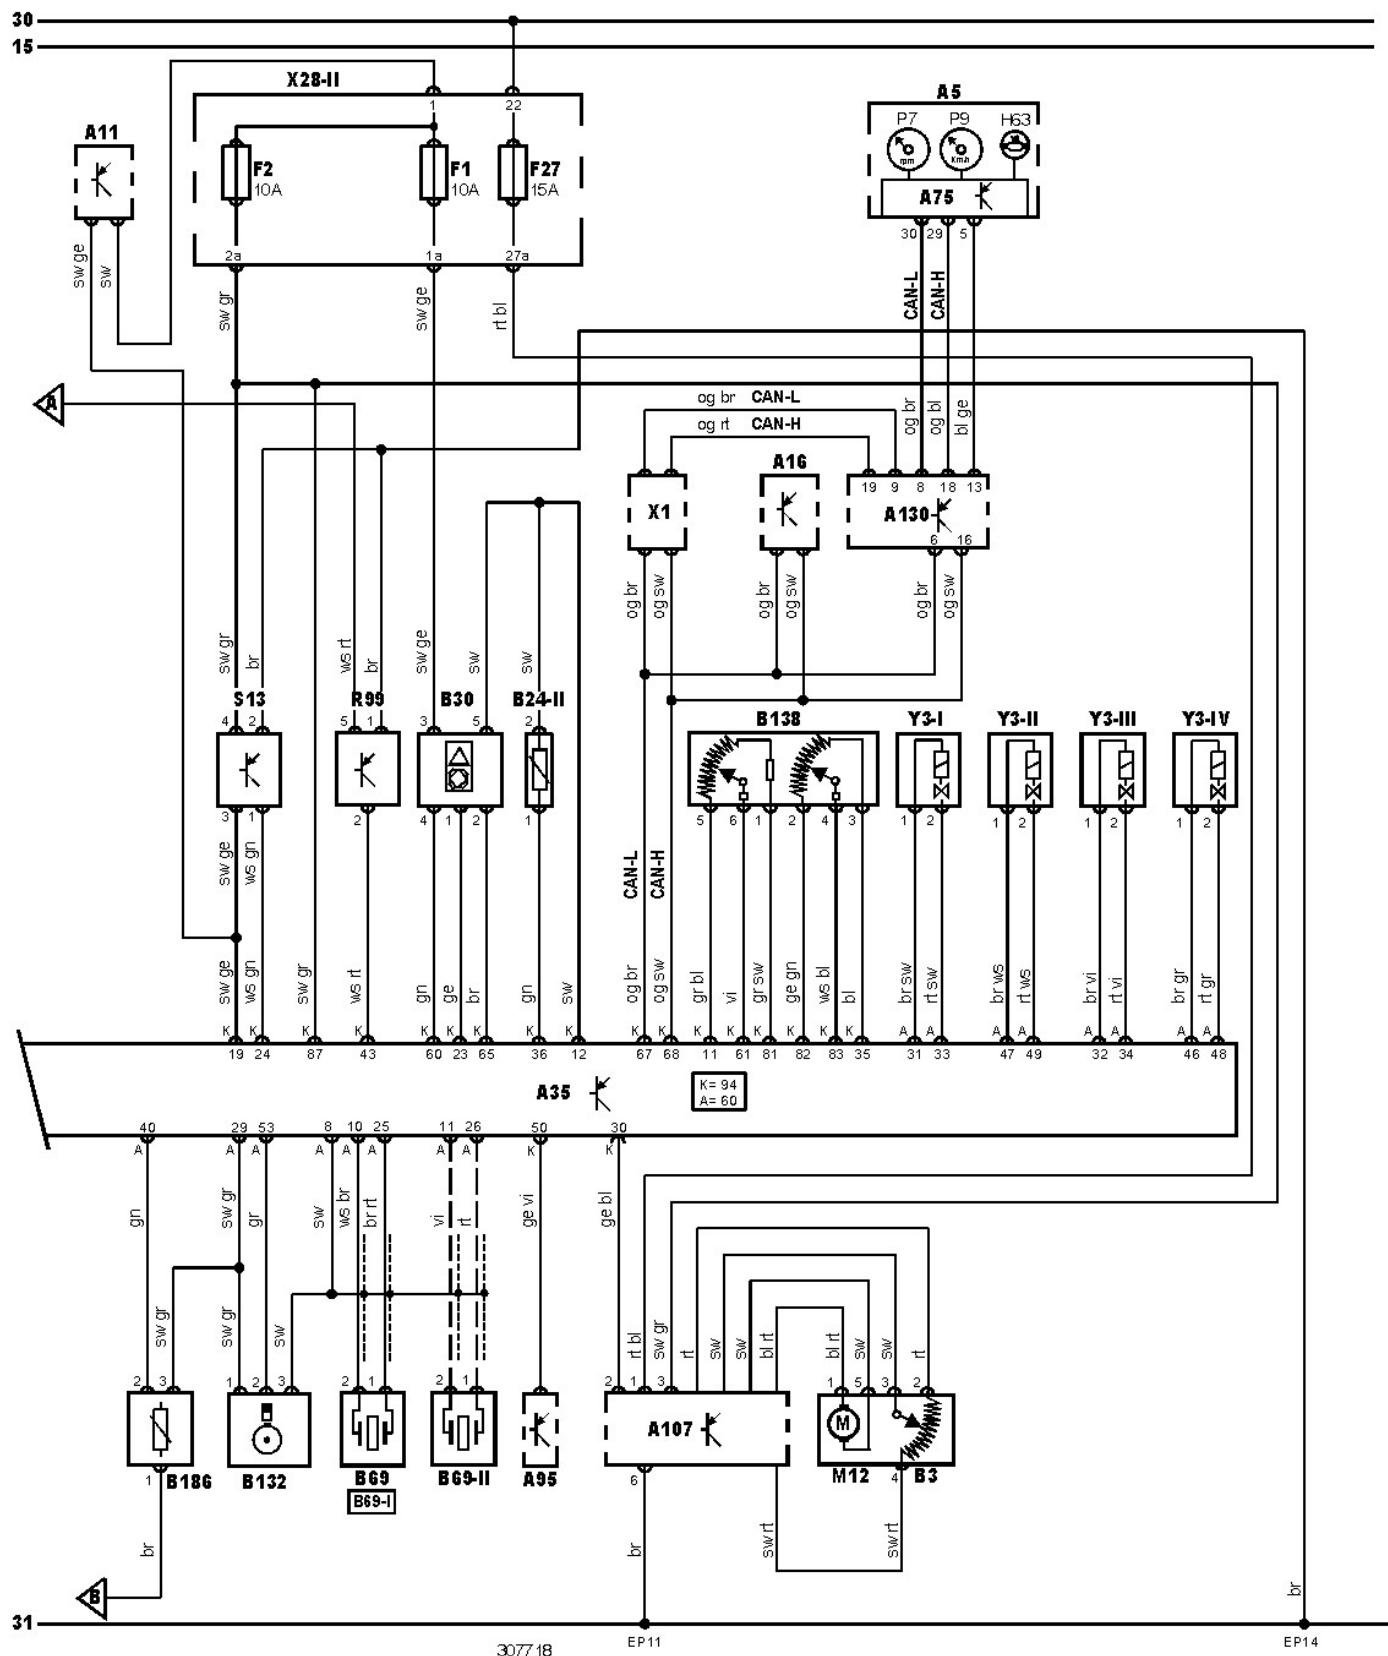 30
15
X28-II
A5
1 22
P7 P9 H63
A11
rpm Km/h
F2 F1 F27
10A 10A 15A
A75
30 29 5
2a 1a 27a
sw ge sw
sw gr sw ge rt bl
CAN-L CAN-H
A
og br CAN-L
og rt CAN-H
og br og bl bl ge
A16
19 9 8 18 13
X1 A130
6 16
og br og sw og br og sw og br og sw
sw gr br ws rt br sw ge sw sw
S13 R99 B30 B24-II
B138 Y3-I Y3-II Y3-III Y3-IV
4 2 5 1 3 5 2
3 1 2 4 1 2 1 5 6 1 2 4 3 1 2 1 2 1 2 1 2
sw ge ws gn CAN-L CAN-H
sw ge ws gn sw gr ws rt gn ge br gn sw og br og sw gr bl vi gr sw ge gn ws bl bl br sw rt sw br ws rt ws br vi rt vi br gr rt gr
K K K K K K K K K K K K K K K K K A A A A A A A A
19 24 87 43 60 23 65 36 12 67 68 11 61 81 82 83 35 31 33 47 49 32 34 46 48
A35
K= 94
A= 60
40 29 53 8 10 25 11 26 50 30
A A A A A A A A K K
gn sw gr gr sw ws br br rt vi rt ge vi ge bl
sw gr sw gr sw rt bl sw gr rt sw sw bl rt bl rt sw sw rt
2 3 1 2 3 2 1 2 1 1 2 1 3 1 5 3 2
A107 M
1 B186 B132 B69 B69-II A95 6 M12 4 B3
B69-I
br br sw rt sw rt
B br
31
307718 EP11 EP14